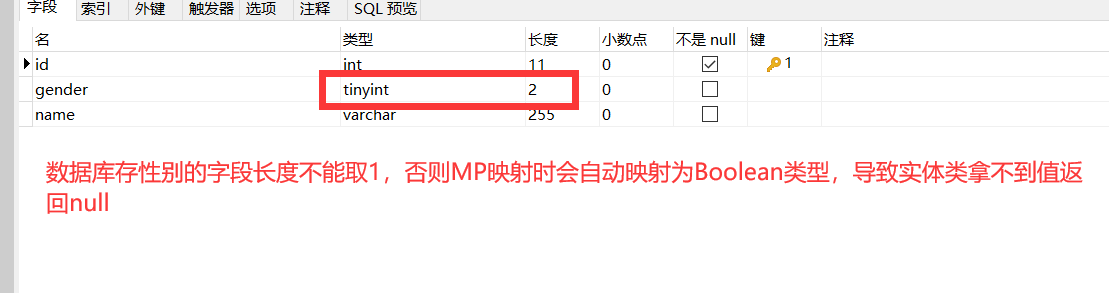 字段 索引 外键 触发器 选项 注释 SQL 预览
名 类型 长度 小数点 不是 null 键 注释
id int 11 0 1
gender tinyint 2 0
name varchar 255 0
数据库存性别的字段长度不能取1，否则MP映射时会自动映射为Boolean类型，导致实体类拿不到值返
回null